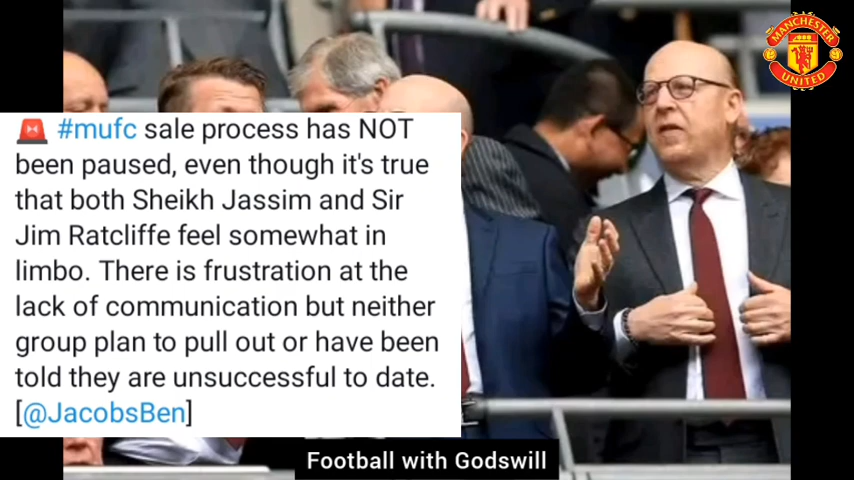 MANCHESTER
UNITED
🚨 #mufc sale process has NOT
been paused, even though it's true
that both Sheikh Jassim and Sir
Jim Ratcliffe feel somewhat in
limbo. There is frustration at the
lack of communication but neither
group plan to pull out or have been
told they are unsuccessful to date.
[@JacobsBen]
Football with Godswill